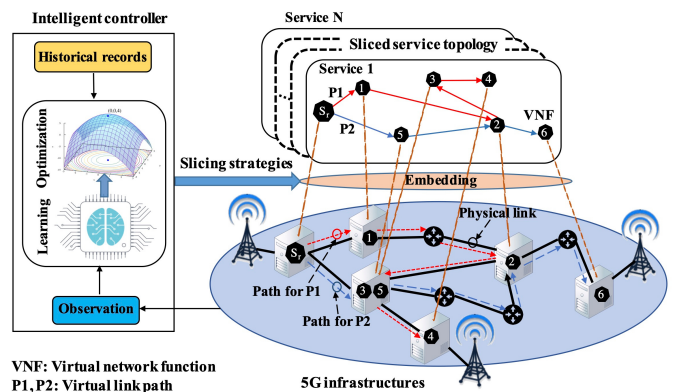 Intelligent controller
Service N
Historical records
Sliced service topology
Service 1
(0,0,4)
P1
1
3
4
VNF
Sr
P2
5
2
6
Optimization
Learning
Slicing strategies
Embedding
Physical link
Sr
1
2
Path for P1
3 5
6
Path for P2
4
Observation
VNF: Virtual network function
P1, P2: Virtual link path
5G infrastructures